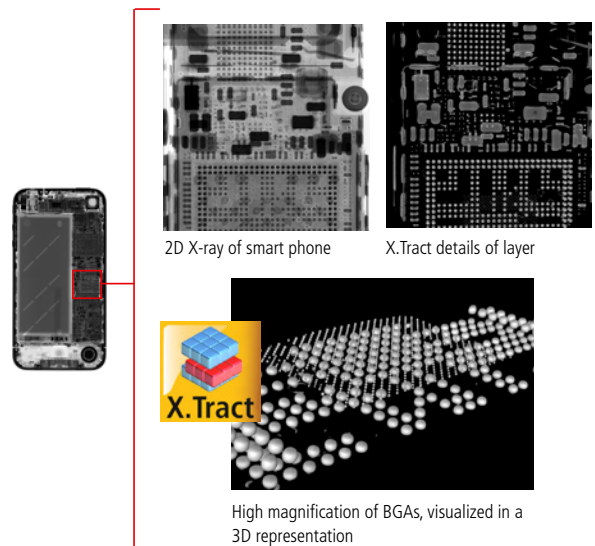 2D X-ray of smart phone
X.Tract details of layer
X.Tract
High magnification of BGAs, visualized in a
3D representation